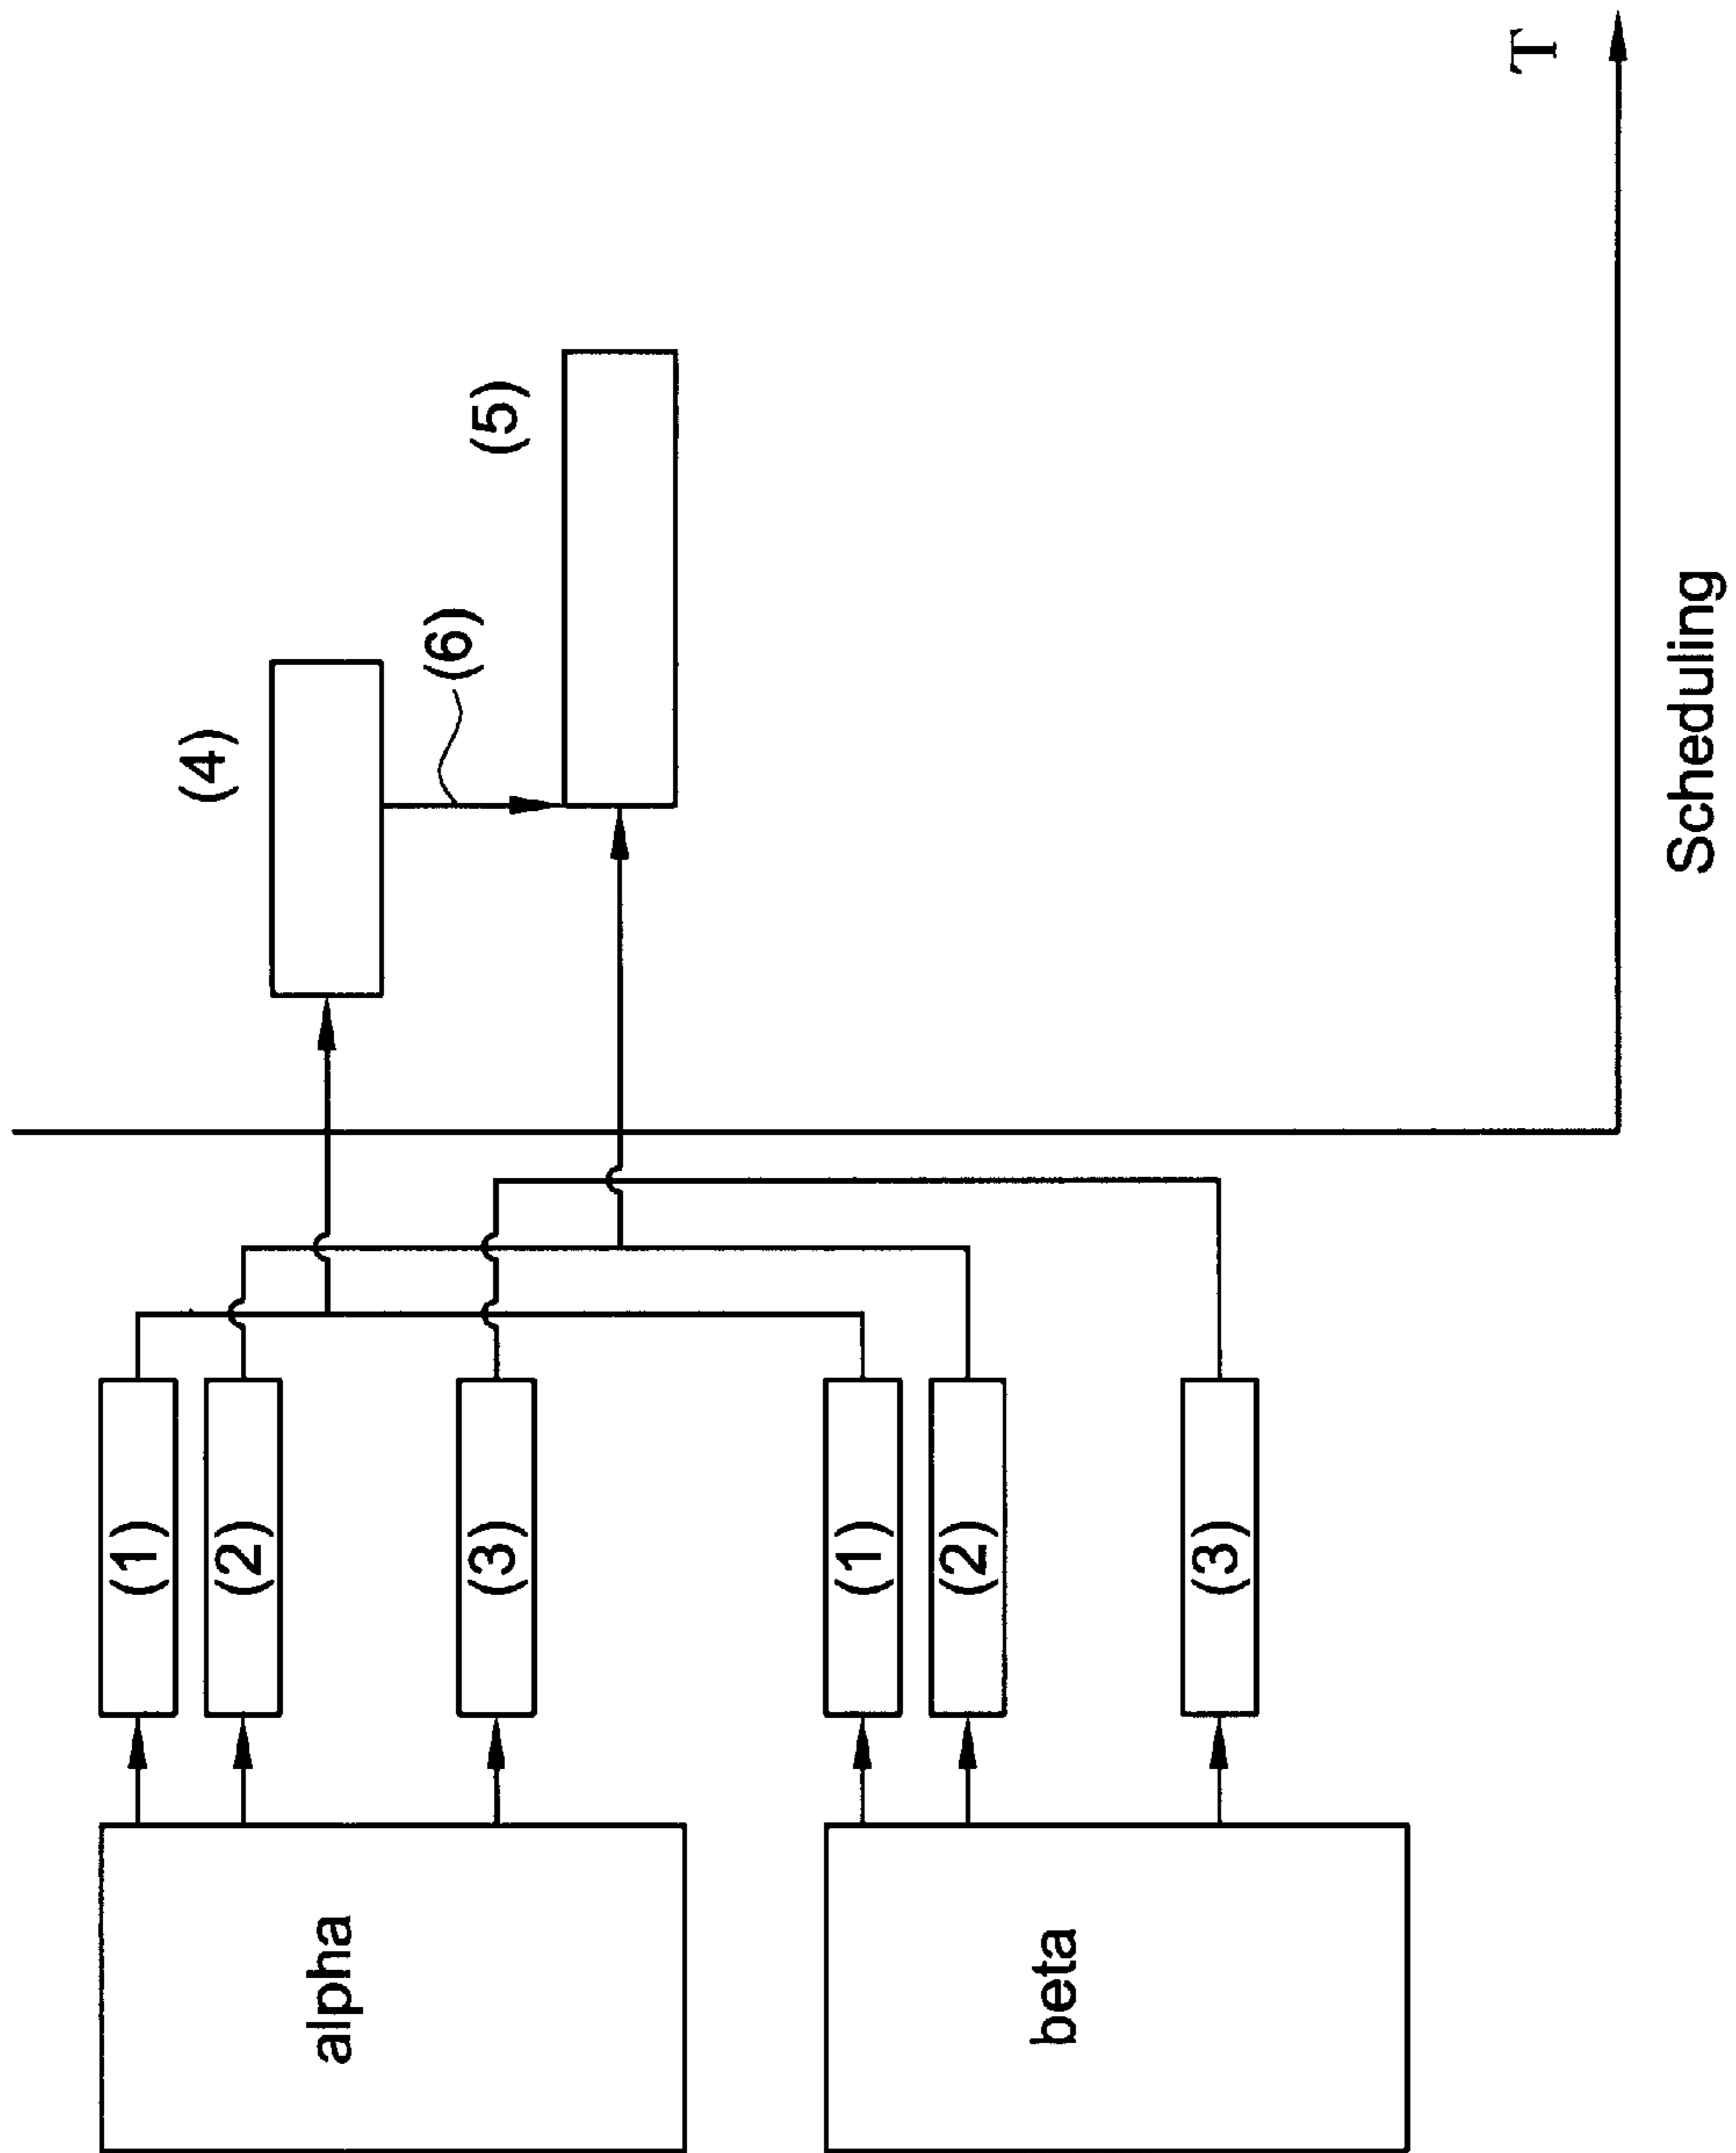 alpha
(1)
(2)
(3)
beta
(1)
(2)
(3)
(4)
(6)
(5)
T
Scheduling